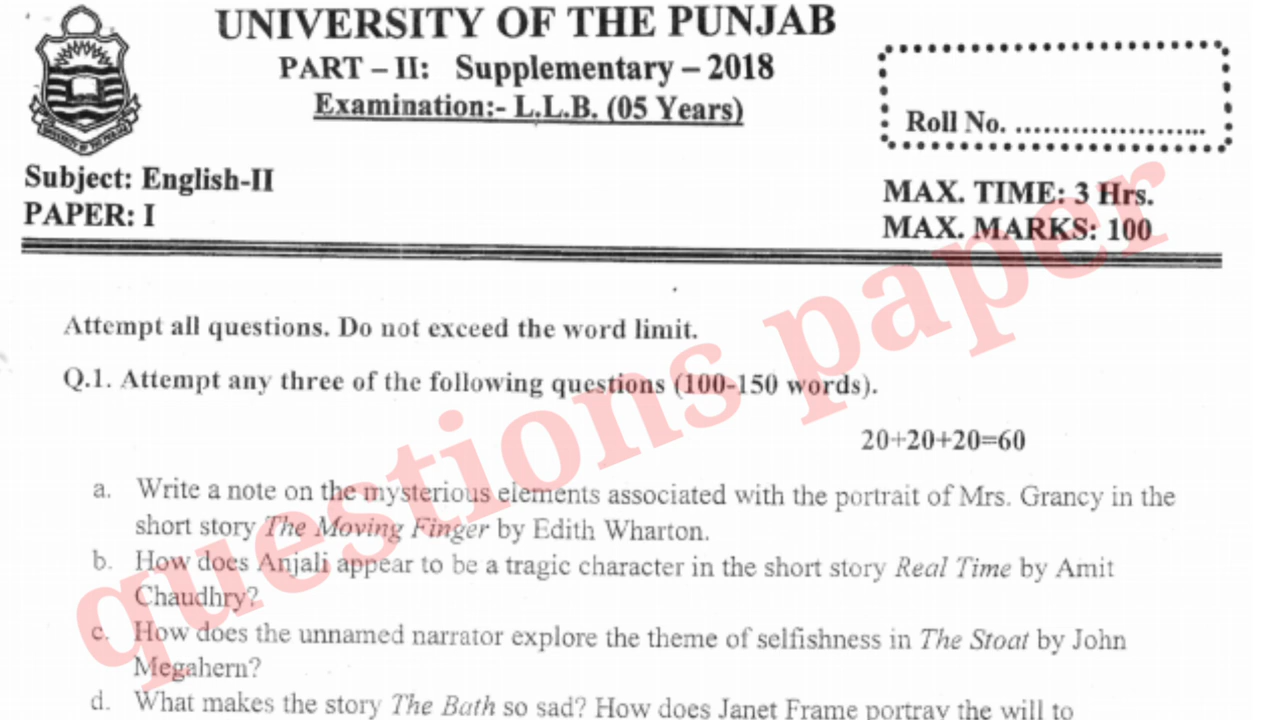 UNIVERSITY OF THE PUNJAB
PART – II: Supplementary – 2018
Examination:- L.L.B. (05 Years)
Roll No. ........................
Subject: English-II
PAPER: I
MAX. TIME: 3 Hrs.
MAX. MARKS: 100
Attempt all questions. Do not exceed the word limit.
Q.1. Attempt any three of the following questions (100-150 words).
20+20+20=60
a. Write a note on the mysterious elements associated with the portrait of Mrs. Grancy in the
short story The Moving Finger by Edith Wharton.
b. How does Anjali appear to be a tragic character in the short story Real Time by Amit
Chaudhry?
c. How does the unnamed narrator explore the theme of selfishness in The Stoat by John
Megahern?
d. What makes the story The Bath so sad? How does Janet Frame portray the will to
questions paper